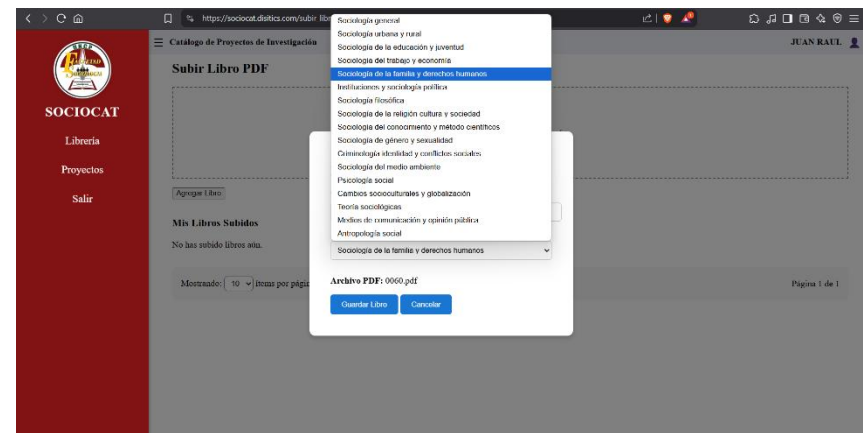 https://sociocat.disitics.com/subir libr
Catálogo de Proyectos de Investigación
JUAN RAUL
SOCIOCAT
Librería
Proyectos
Salir
Subir Libro PDF
Sociología general
Sociología urbana y rural
Sociología de la educación y juventud
Sociología del trabajo y economía
Sociología de la familia y derechos humanos
Instituciones y sociología política
Sociología filosófica
Sociología de la religión cultura y sociedad
Sociología del conocimiento y método científicos
Sociología de género y sexualidad
Criminología identidad y conflictos sociales
Sociología del medio ambiente
Psicología social
Cambios socioculturales y globalización
Teoría sociológicas
Medios de comunicación y opinión pública
Antropología social
Sociología de la familia y derechos humanos
Agregar Libro
Mis Libros Subidos
No has subido libros aún.
Archivo PDF: 0060.pdf
Guardar Libro Cancelar
Mostrando: 10 items por págin
Página 1 de 1